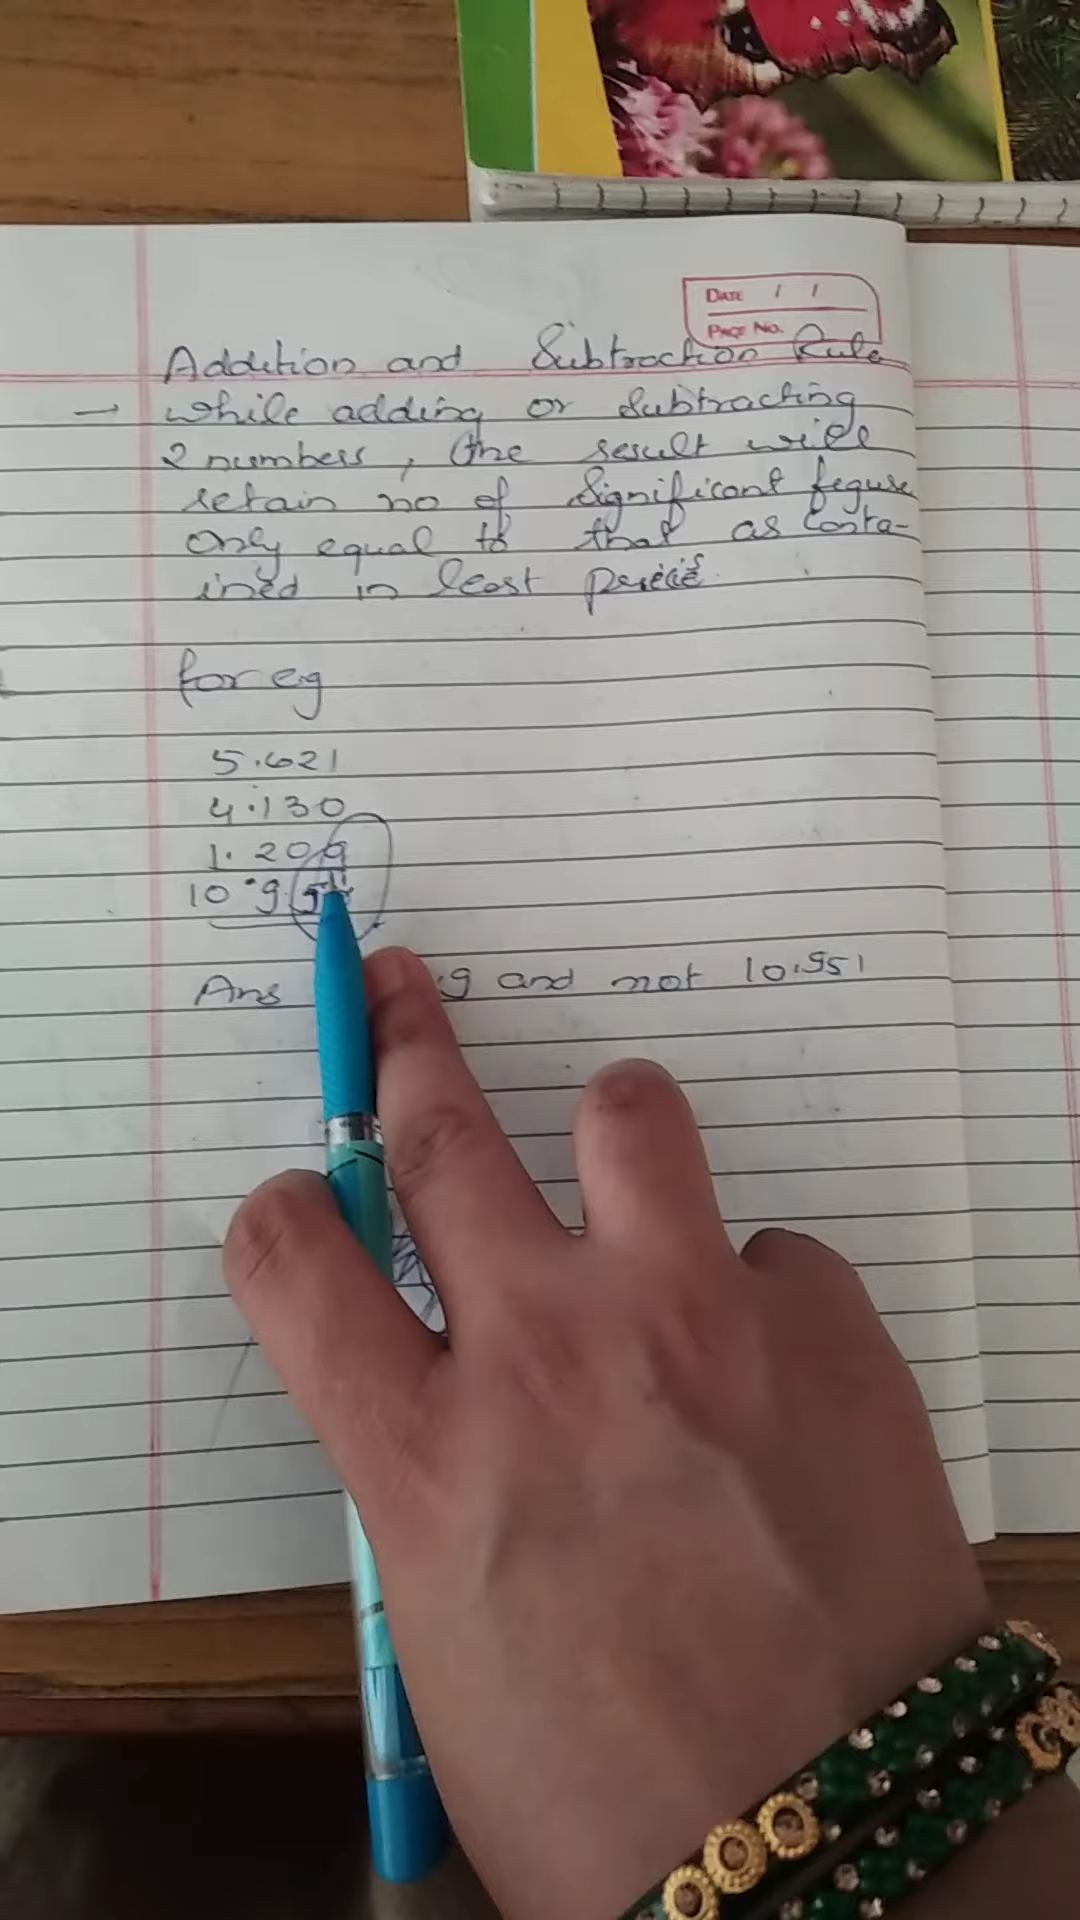 DATE / /
PAGE NO.
Addition and Subtraction Rule
→ while adding or subtracting
2 numbers, the result will
retain no of significant figure
only equal to that as conta-
ined in least
for eg
5.621
4.130
1.209
10.9
Ans .9 and not 10.951